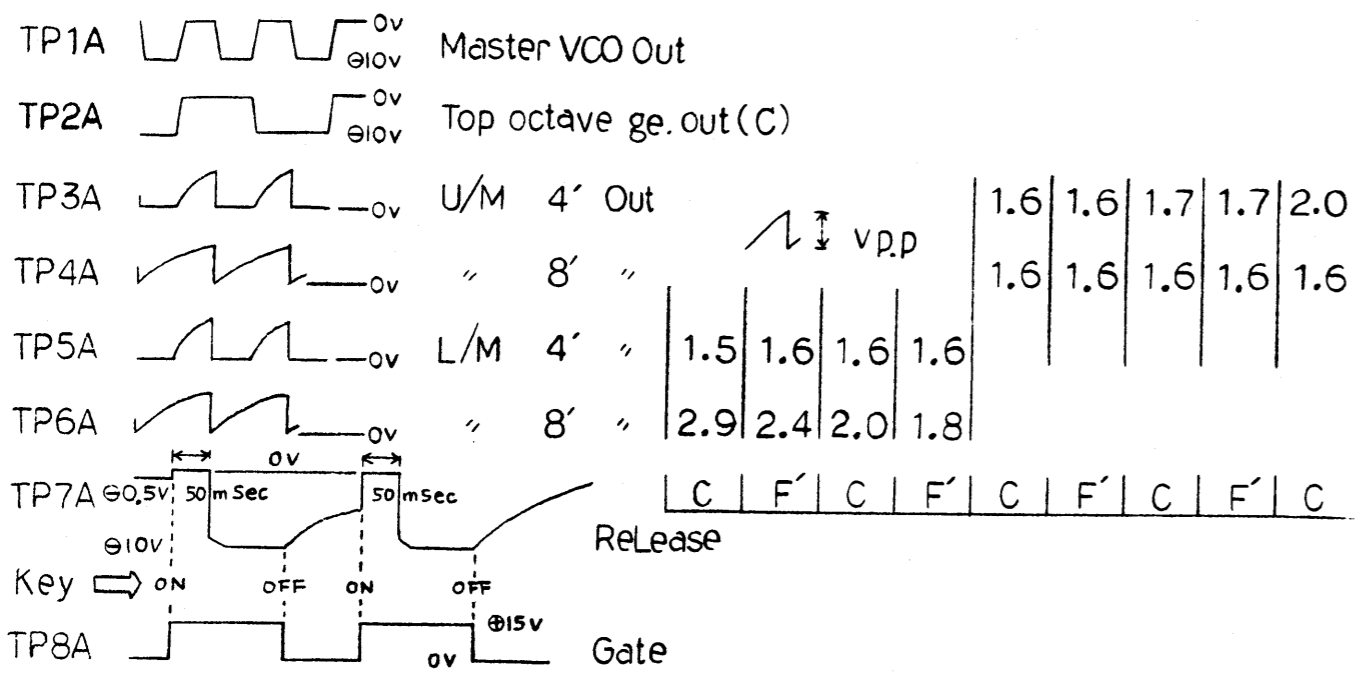 TP1A 0v ⊖10v Master VCO Out
TP2A 0v ⊖10v Top octave ge. out (C)
TP3A 0v U/M 4′ Out 1.6 1.6 1.7 1.7 2.0
Vp.p
TP4A 0v 〃 8′ 〃 1.6 1.6 1.6 1.6 1.6
TP5A 0v L/M 4′ 〃 1.5 1.6 1.6 1.6
TP6A 0v 〃 8′ 〃 2.9 2.4 2.0 1.8
0v
TP7A ⊖0.5V 50 mSec 50 mSec C F′ C F′ C F′ C F′ C
⊖10V ReLease
Key ON OFF ON OFF
TP8A ⊕15v 0v Gate